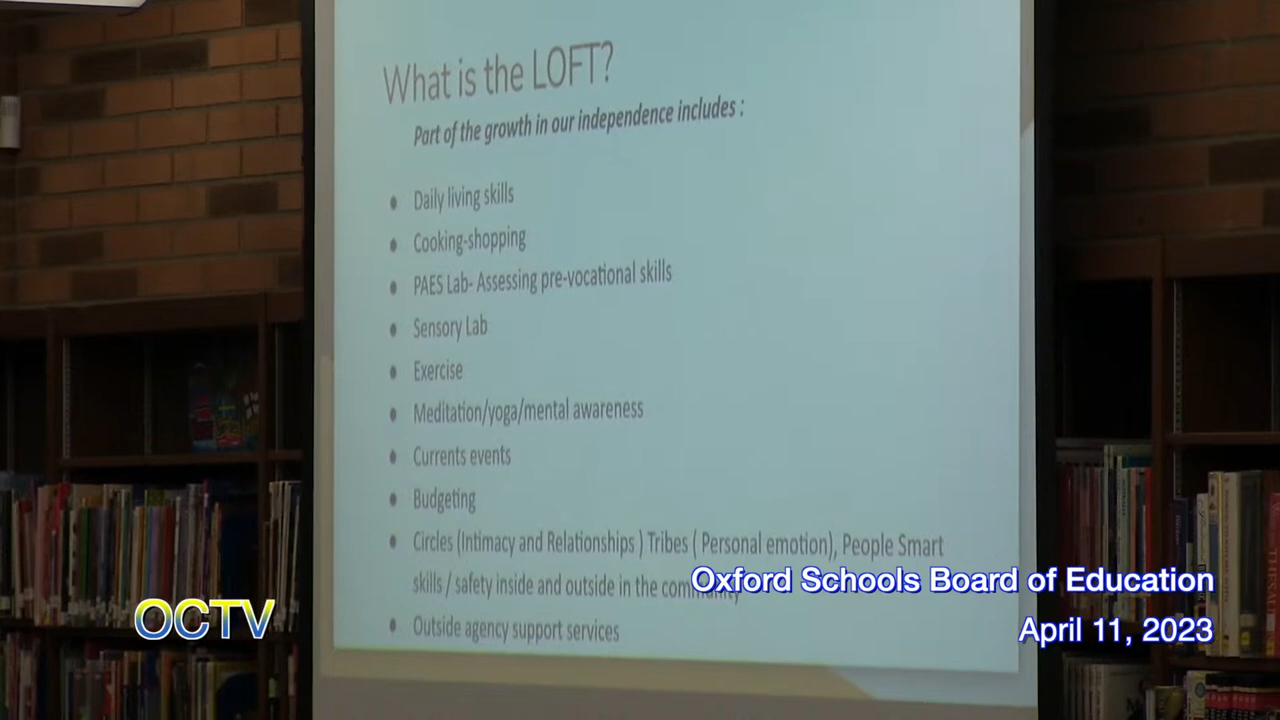 What is the LOFT?
Part of the growth in our independence includes :
● Daily living skills
● Cooking-shopping
● PAES Lab- Assessing pre-vocational skills
● Sensory Lab
● Exercise
● Meditation/yoga/mental awareness
● Currents events
● Budgeting
● Circles (Intimacy and Relationships ) Tribes ( Personal emotion), People Smart
skills / safety inside and outside in the community
● Outside agency support services
Oxford Schools Board of Education
April 11, 2023
OCTV